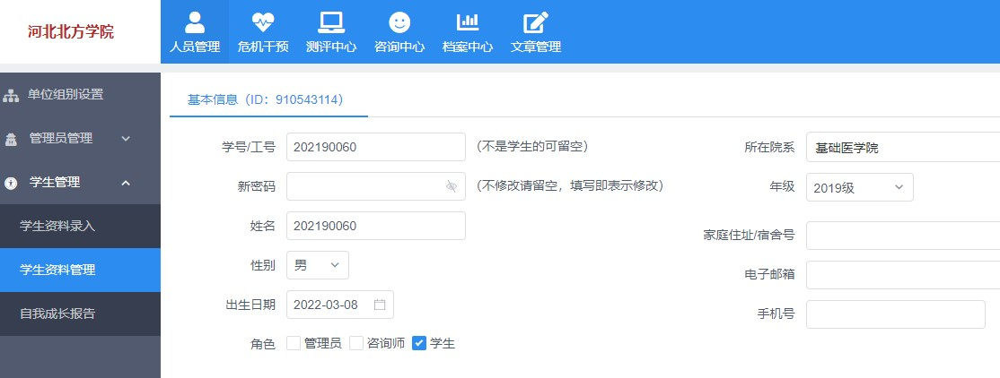 河北北方学院
人员管理 危机干预 测评中心 咨询中心 档案中心 文章管理
单位组别设置
管理员管理
学生管理
学生资料录入
学生资料管理
自我成长报告
基本信息（ID：910543114）
学号/工号 202190060 （不是学生的可留空）
新密码 （不修改请留空，填写即表示修改）
姓名 202190060
性别 男
出生日期 2022-03-08
角色 管理员 咨询师 学生
所在院系 基础医学院
年级 2019级
家庭住址/宿舍号
电子邮箱
手机号